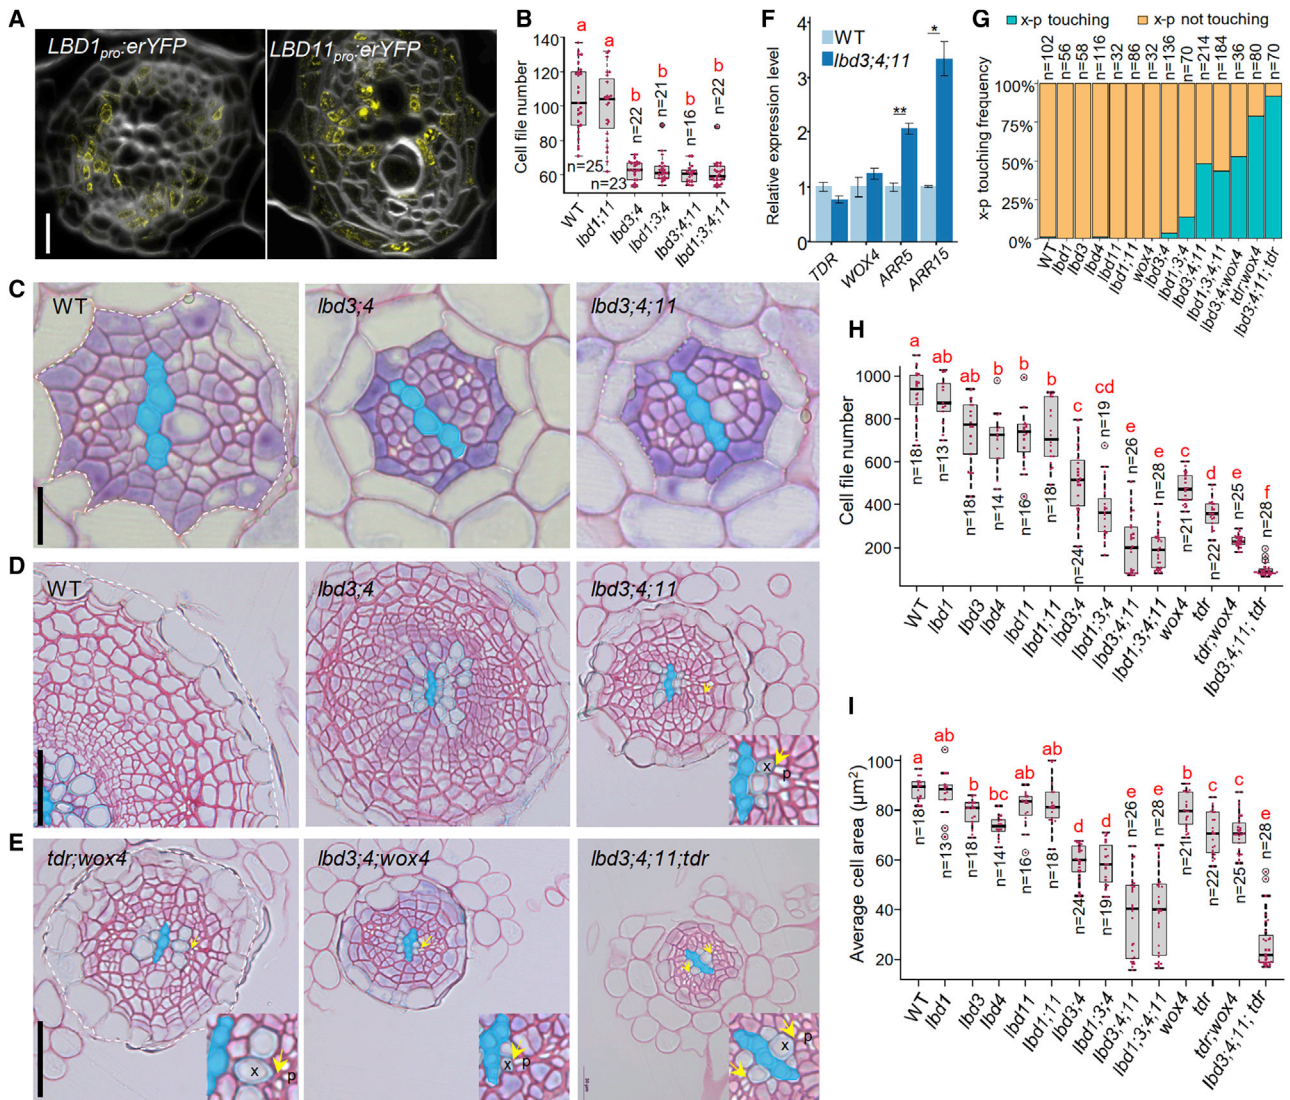 A
LBD1pro:erYFP
LBD11pro:erYFP
B
Cell file number
140
120
100
80
60
a
a
b
b
b
b
n=25
n=23
n=22
n=21
n=16
n=22
WT
lbd1;11
lbd3;4
lbd1;3;4
lbd3;4;11
lbd1;3;4;11
F
Relative expression level
4
3
2
1
0
WT
lbd3;4;11
**
*
TDR
WOX4
ARR5
ARR15
G
x-p touching
x-p not touching
n=102
n=56
n=58
n=116
n=32
n=86
n=32
n=136
n=70
n=214
n=184
n=36
n=80
n=70
x-p touching frequency
100%
75%
50%
25%
0%
WT
lbd1
lbd3
lbd4
lbd11
lbd1;11
wox4
lbd3;4
lbd1;3;4
lbd3;4;11
lbd1;3;4;11
lbd3;4;wox4
tdr;wox4
lbd3;4;11; tdr
C
WT
lbd3;4
lbd3;4;11
D
WT
lbd3;4
lbd3;4;11
x
p
E
tdr;wox4
lbd3;4;wox4
lbd3;4;11;tdr
x
p
x
p
x
p
H
Cell file number
1000
800
600
400
200
a
ab
ab
b
b
b
c
cd
e
e
c
d
e
f
n=18
n=13
n=18
n=14
n=16
n=18
n=24
n=19
n=26
n=28
n=21
n=22
n=25
n=28
WT
lbd1
lbd3
lbd4
lbd11
lbd1;11
lbd3;4
lbd1;3;4
lbd3;4;11
lbd1;3;4;11
wox4
tdr
tdr;wox4
lbd3;4;11; tdr
I
Average cell area (µm²)
100
80
60
40
20
a
ab
b
bc
ab
ab
d
d
e
e
b
c
c
e
n=18
n=13
n=18
n=14
n=16
n=18
n=24
n=19
n=26
n=28
n=21
n=22
n=25
n=28
WT
lbd1
lbd3
lbd4
lbd11
lbd1;11
lbd3;4
lbd1;3;4
lbd3;4;11
lbd1;3;4;11
wox4
tdr
tdr;wox4
lbd3;4;11; tdr